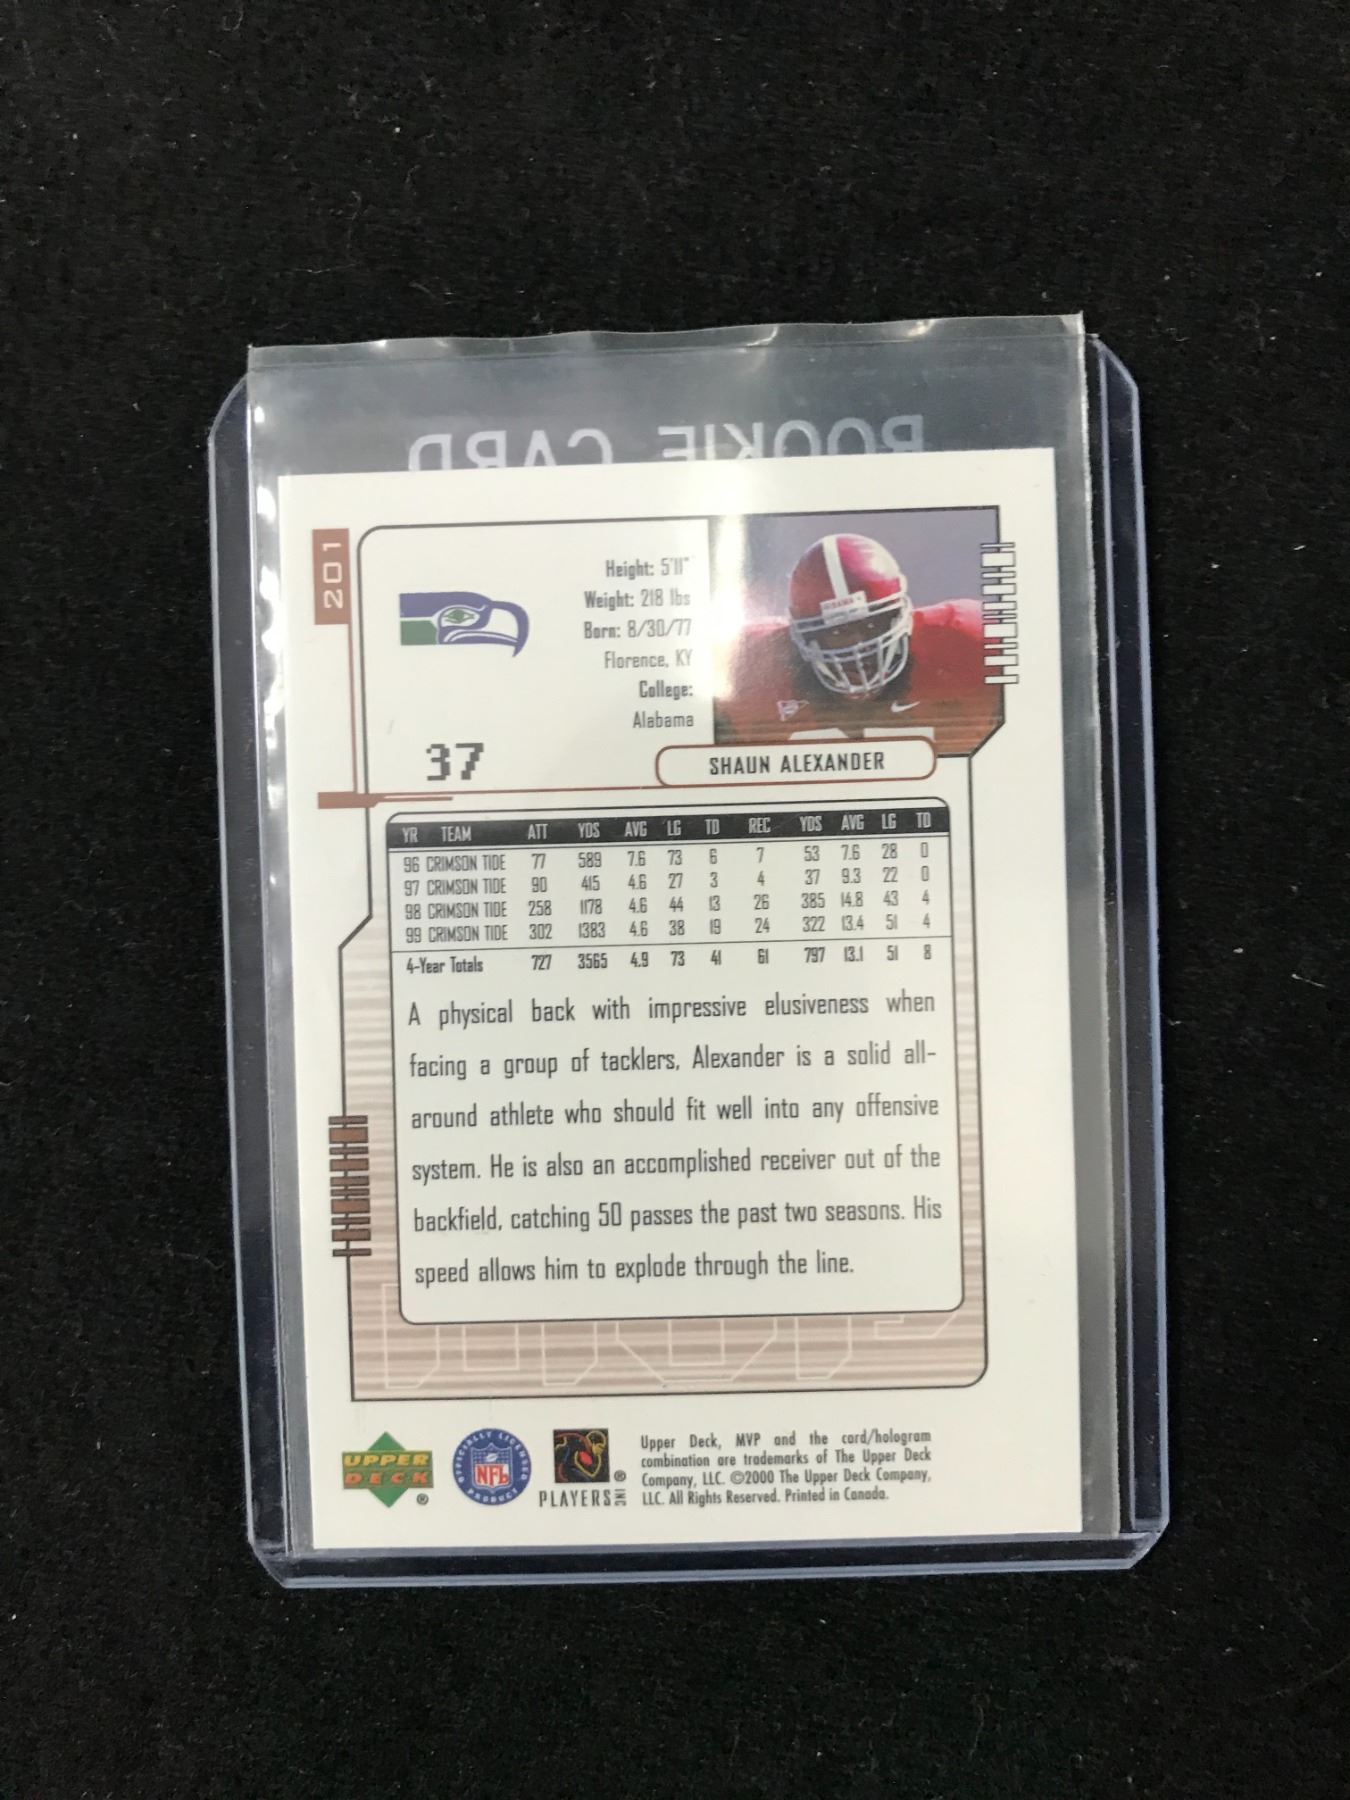 ROOKIE CARD
201
Height: 5'11"
Weight: 218 lbs
Born: 8/30/77
Florence, KY
College:
Alabama
37
SHAUN ALEXANDER
YR TEAM ATT YDS AVG LG TD REC YDS AVG LG TD
96 CRIMSON TIDE 77 589 7.6 73 6 7 53 7.6 28 0
97 CRIMSON TIDE 90 415 4.6 27 3 4 37 9.3 22 0
98 CRIMSON TIDE 258 1178 4.6 44 13 26 385 14.8 43 4
99 CRIMSON TIDE 302 1383 4.6 38 19 24 322 13.4 51 4
4-Year Totals 727 3565 4.9 73 41 61 797 13.1 51 8
A physical back with impressive elusiveness when
facing a group of tacklers, Alexander is a solid all-
around athlete who should fit well into any offensive
system. He is also an accomplished receiver out of the
backfield, catching 50 passes the past two seasons. His
speed allows him to explode through the line.
UPPER
DECK
®
OFFICIALLY LICENSED
NFL
PRODUCT
®
PLAYERS INC
Upper Deck, MVP and the card/hologram
combination are trademarks of The Upper Deck
Company, LLC. ©2000 The Upper Deck Company,
LLC. All Rights Reserved. Printed in Canada.